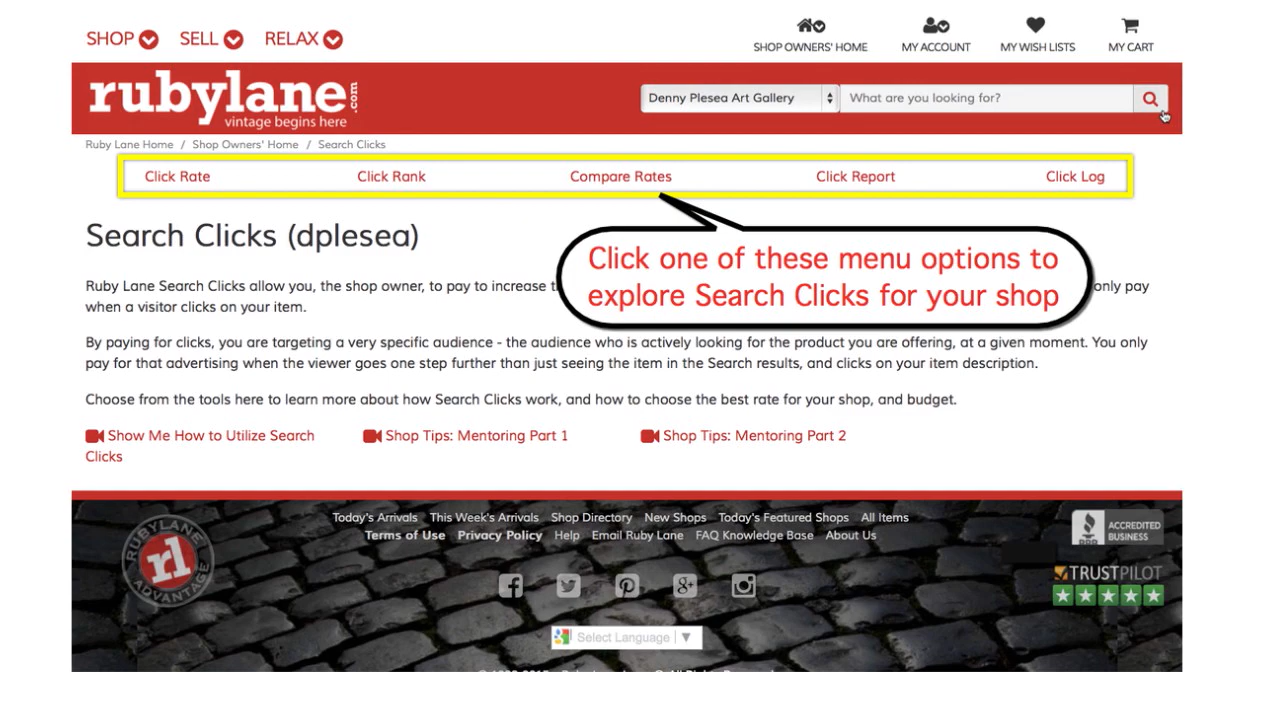 SHOP SELL RELAX
SHOP OWNERS' HOME MY ACCOUNT MY WISH LISTS MY CART
rubylane.com
vintage begins here
Denny Plesea Art Gallery What are you looking for?
Ruby Lane Home / Shop Owners' Home / Search Clicks
Click Rate Click Rank Compare Rates Click Report Click Log
Search Clicks (dplesea)
Click one of these menu options to
explore Search Clicks for your shop
Ruby Lane Search Clicks allow you, the shop owner, to pay to increase only pay
when a visitor clicks on your item.
By paying for clicks, you are targeting a very specific audience - the audience who is actively looking for the product you are offering, at a given moment. You only
pay for that advertising when the viewer goes one step further than just seeing the item in the Search results, and clicks on your item description.
Choose from the tools here to learn more about how Search Clicks work, and how to choose the best rate for your shop, and budget.
Show Me How to Utilize Search Shop Tips: Mentoring Part 1 Shop Tips: Mentoring Part 2
Clicks
Today's Arrivals This Week's Arrivals Shop Directory New Shops Today's Featured Shops All Items
Terms of Use Privacy Policy Help Email Ruby Lane FAQ Knowledge Base About Us
RUBYLANE
rl
ADVANTAGE
BBB
ACCREDITED
BUSINESS
TRUSTPILOT
Select Language ▼